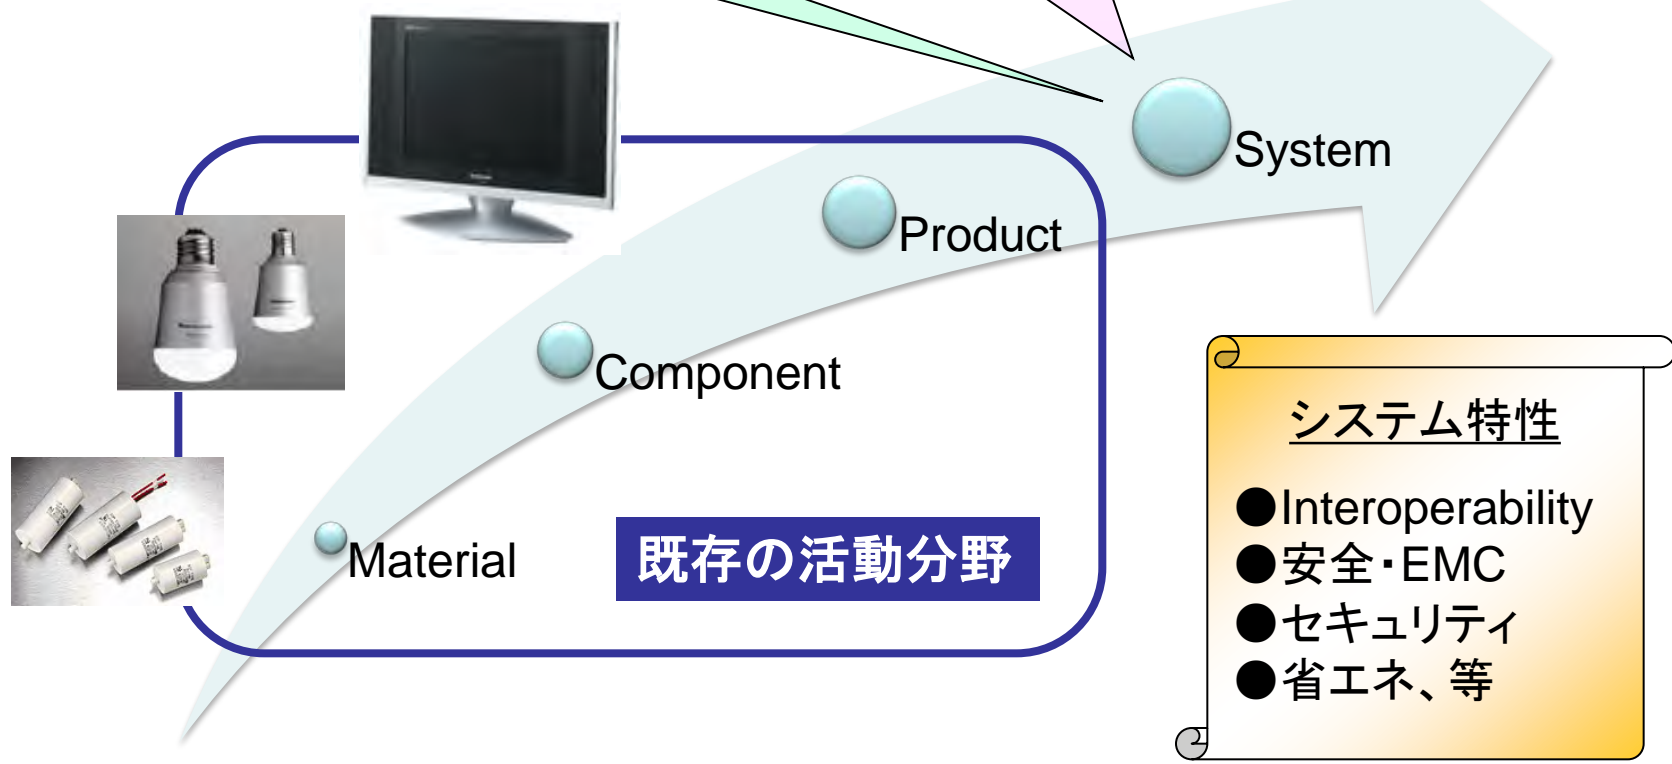 System
Product
Component
Material
既存の活動分野
システム特性
●Interoperability
●安全・EMC
●セキュリティ
●省エネ、等